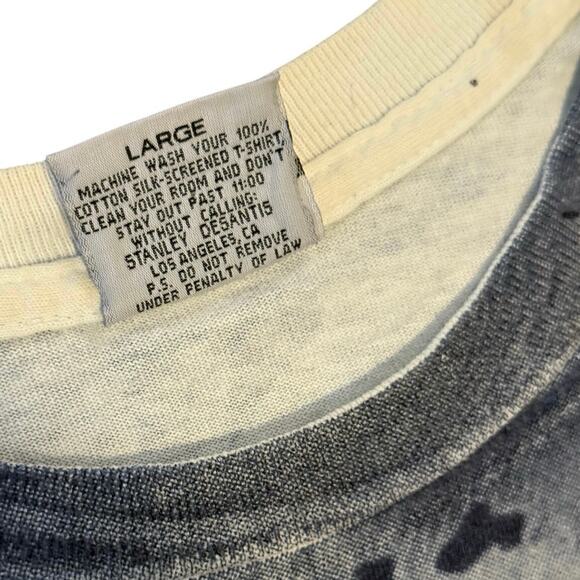 LARGE
MACHINE WASH YOUR 100%
COTTON SILK-SCREENED T-SHIRT,
CLEAN YOUR ROOM AND DON'T
STAY OUT PAST 11:00
WITHOUT CALLING:
STANLEY DESANTIS
LOS ANGELES, CA
P.S. DO NOT REMOVE
UNDER PENALTY OF LAW